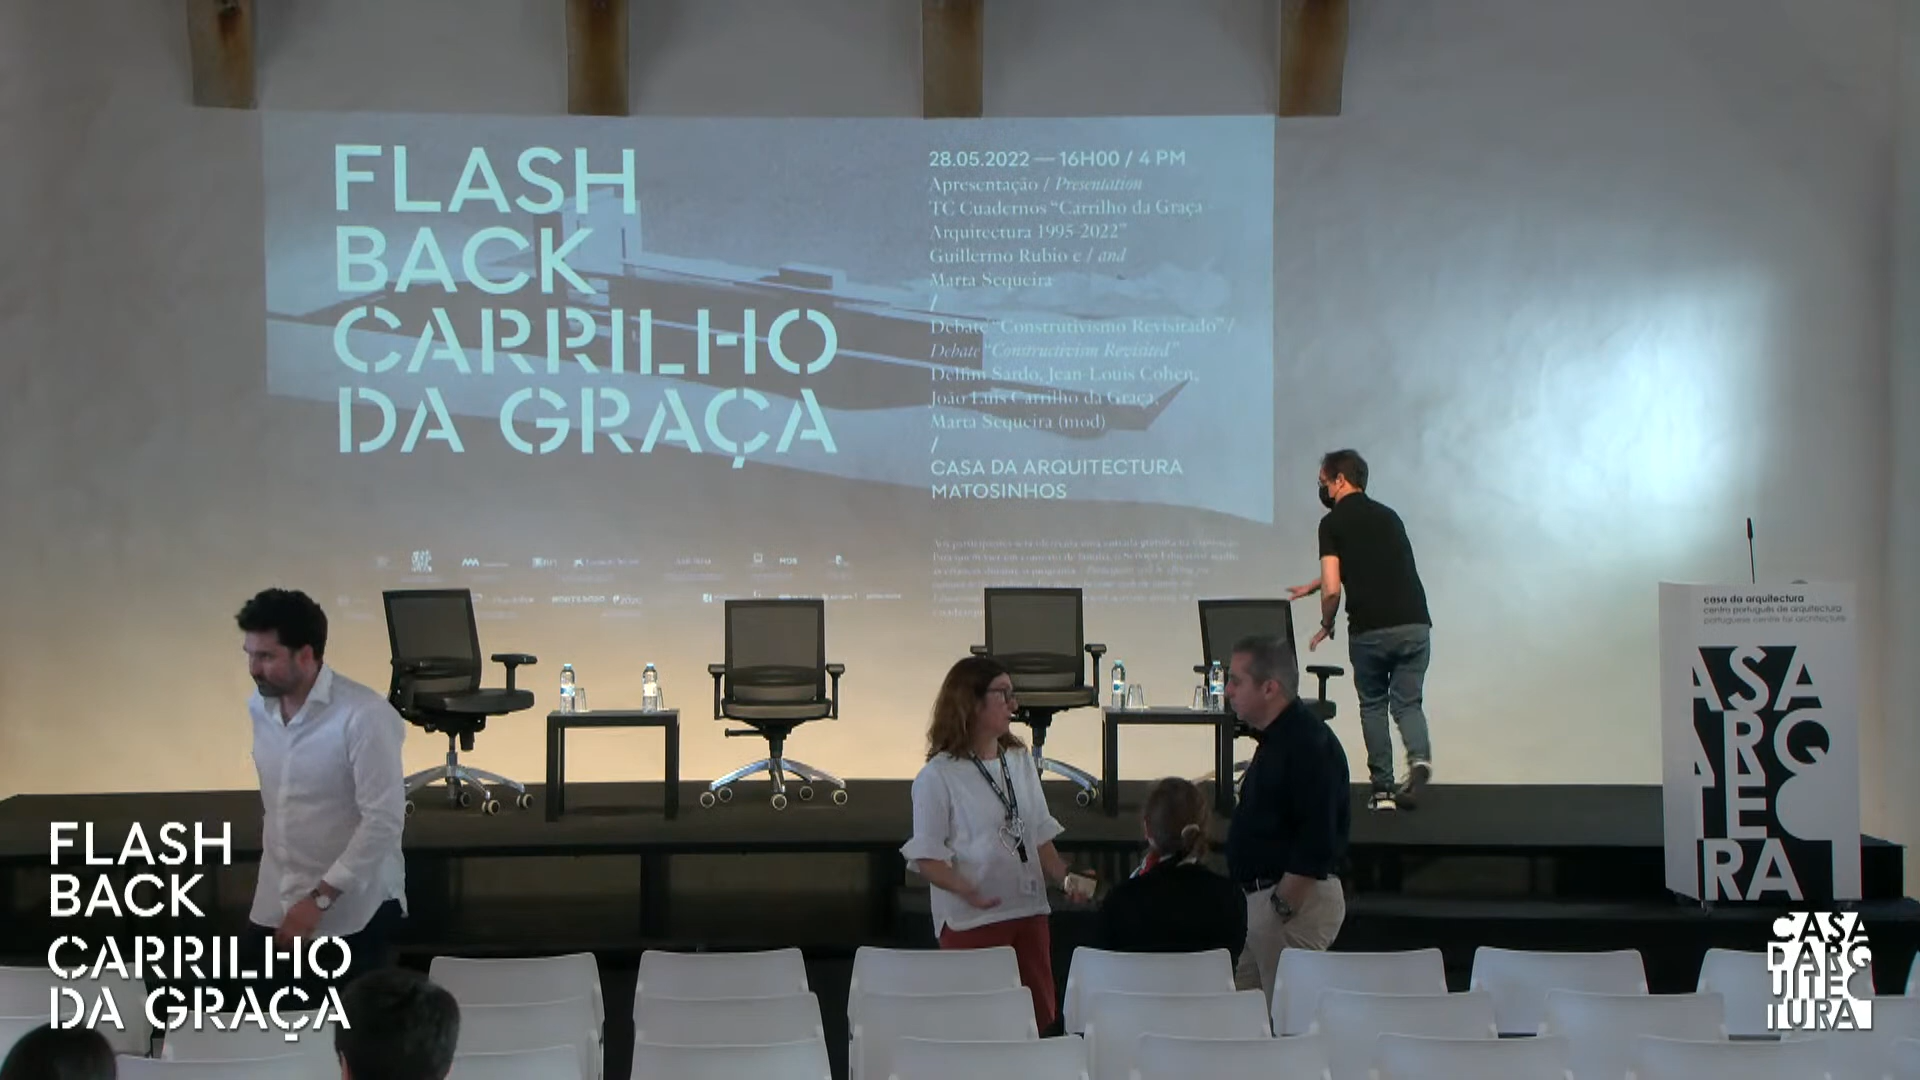 FLASH
BACK
CARRILHO
DA GRAÇA
28.05.2022 — 16H00 / 4 PM
Apresentação / Presentation
TC Cuadernos “Carrilho da Graça
Arquitectura 1995-2022”
Guillermo Rubio e / and
Marta Sequeira
/
Debate “Construtivismo Revisitado” /
Debate “Constructivism Revisited”
Delfim Sardo, Jean-Louis Cohen,
João Luís Carrilho da Graça,
Marta Sequeira (mod)
/
CASA DA ARQUITECTURA
MATOSINHOS
casa da arquitectura
centro português de arquitectura
portuguese centre for architecture
ASA
ARQ
TE
RA
FLASH
BACK
CARRILHO
DA GRAÇA
CASA
DARQ
UITEC
TURA